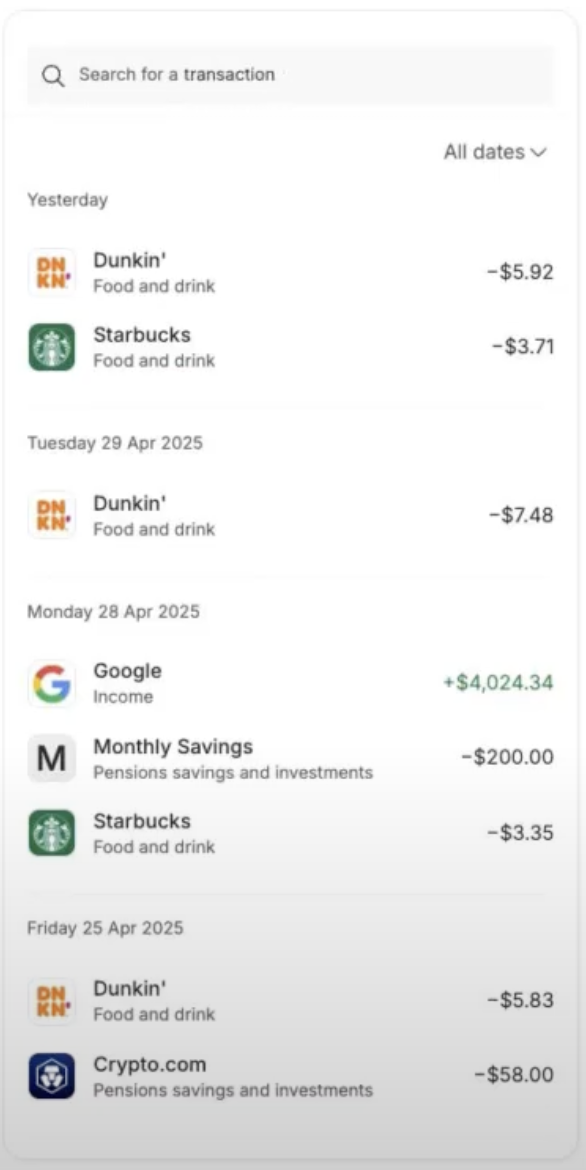 Search for a transaction
All dates
Yesterday
DN
KN'
Dunkin'
−$5.92
Food and drink
Starbucks
−$3.71
Food and drink
Tuesday 29 Apr 2025
DN
KN'
Dunkin'
−$7.48
Food and drink
Monday 28 Apr 2025
G
Google
+$4,024.34
Income
M
Monthly Savings
−$200.00
Pensions savings and investments
Starbucks
−$3.35
Food and drink
Friday 25 Apr 2025
DN
KN'
Dunkin'
−$5.83
Food and drink
Crypto.com
−$58.00
Pensions savings and investments